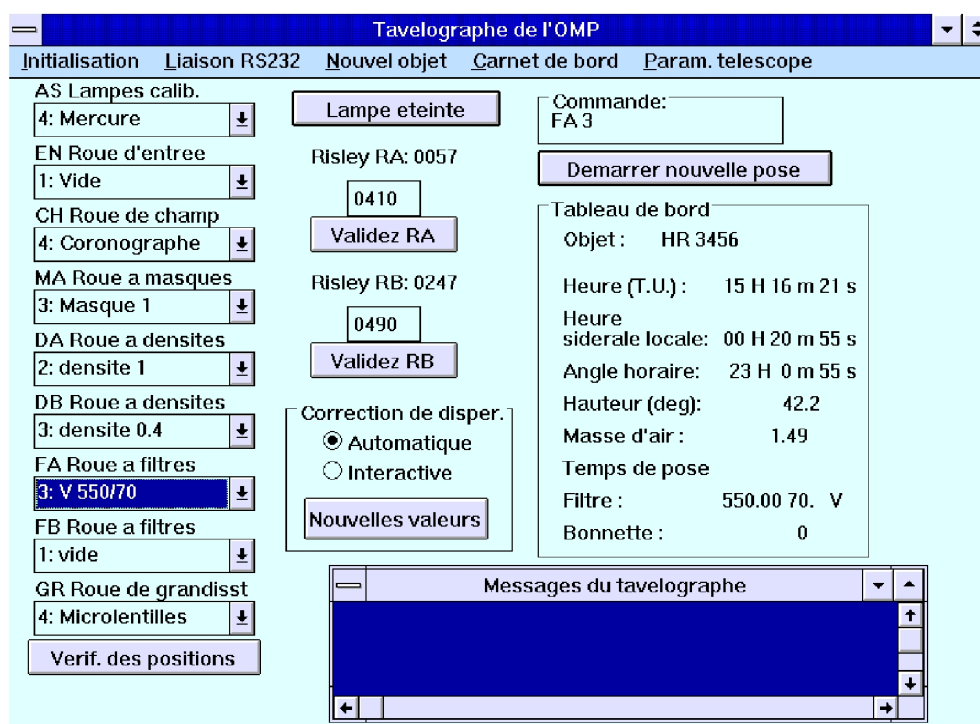 Tavelographe de l'OMP
Initialisation Liaison RS232 Nouvel objet Carnet de bord Param. telescope
AS Lampes calib.
4: Mercure
EN Roue d'entree
1: Vide
CH Roue de champ
4: Coronographe
MA Roue a masques
3: Masque 1
DA Roue a densites
2: densite 1
DB Roue a densites
3: densite 0.4
FA Roue a filtres
3: V 550/70
FB Roue a filtres
1: vide
GR Roue de grandisst
4: Microlentilles
Verif. des positions
Lampe eteinte
Risley RA: 0057
0410
Validez RA
Risley RB: 0247
0490
Validez RB
Correction de disper.
Automatique
Interactive
Nouvelles valeurs
Commande:
FA 3
Demarrer nouvelle pose
Tableau de bord
Objet : HR 3456
Heure (T.U.) : 15 H 16 m 21 s
Heure
siderale locale: 00 H 20 m 55 s
Angle horaire: 23 H 0 m 55 s
Hauteur (deg): 42.2
Masse d'air : 1.49
Temps de pose
Filtre : 550.00 70. V
Bonnette : 0
Messages du tavelographe